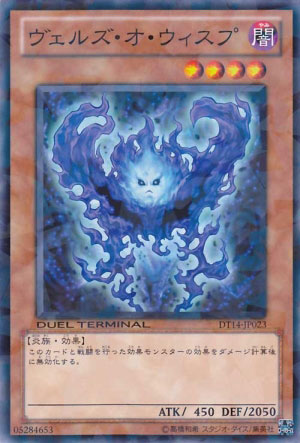 ヴェルズ・オ・ウィスプ
闇
DUEL TERMINAL
DT14-JP023
【炎族・効果】
このカードと戦闘を行った効果モンスターの効果をダメージ計算後
に無効化する。
ATK/ 450 DEF/2050
05284653
©高橋和希 スタジオ・ダイス/集英社